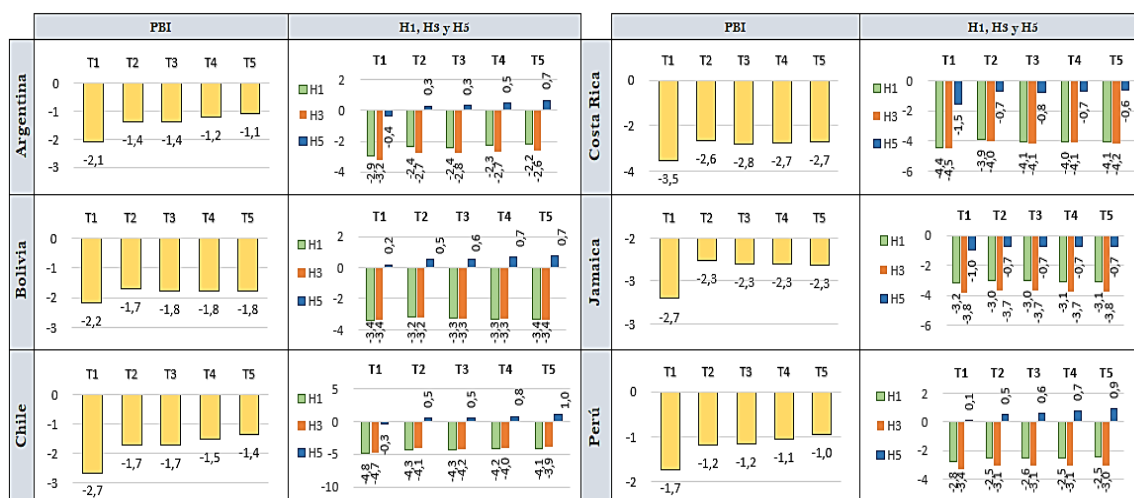 PBI
H1, H3 y H5
PBI
H1, H3 y H5
Argentina
T1 T2 T3 T4 T5
0
-1
-2
-3
-2,1 -1,4 -1,4 -1,2 -1,1
T1 T2 T3 T4 T5
2
0
-2
-4
H1
H3
H5
-2,9 -3,2 -0,4
-2,4 -2,7 0,3
-2,4 -2,8 0,3
-2,3 -2,7 0,5
-2,2 -2,6 0,7
Costa Rica
T1 T2 T3 T4 T5
0
-2
-4
-3,5 -2,6 -2,8 -2,7 -2,7
T1 T2 T3 T4 T5
0
-2
-4
-6
H1
H3
H5
-4,4 -4,5 -1,5
-3,9 -4,0 -0,7
-4,1 -4,1 -0,8
-4,0 -4,1 -0,7
-4,1 -4,2 -0,6
Bolivia
T1 T2 T3 T4 T5
0
-1
-2
-3
-2,2 -1,7 -1,8 -1,8 -1,8
T1 T2 T3 T4 T5
2
0
-2
-4
H1
H3
H5
-3,4 -3,4 0,2
-3,2 -3,2 0,5
-3,3 -3,3 0,6
-3,3 -3,3 0,7
-3,4 -3,4 0,7
Jamaica
T1 T2 T3 T4 T5
-2
-3
-3
-2,7 -2,3 -2,3 -2,3 -2,3
T1 T2 T3 T4 T5
0
-2
-4
-6
H1
H3
H5
-3,2 -3,8 -1,0
-3,0 -3,7 -0,7
-3,0 -3,7 -0,7
-3,1 -3,7 -0,7
-3,1 -3,8 -0,7
Chile
T1 T2 T3 T4 T5
0
-1
-2
-3
-2,7 -1,7 -1,7 -1,5 -1,4
T1 T2 T3 T4 T5
5
0
-5
-10
H1
H3
H5
-4,8 -4,7 -0,3
-4,3 -4,1 0,5
-4,3 -4,2 0,5
-4,2 -4,0 0,8
-4,1 -3,9 1,0
Perú
T1 T2 T3 T4 T5
0
-1
-2
-1,7 -1,2 -1,2 -1,1 -1,0
T1 T2 T3 T4 T5
2
0
-2
-4
H1
H3
H5
-2,8 -3,4 0,1
-2,5 -3,1 0,5
-2,6 -3,1 0,6
-2,5 -3,1 0,7
-2,5 -3,0 0,9